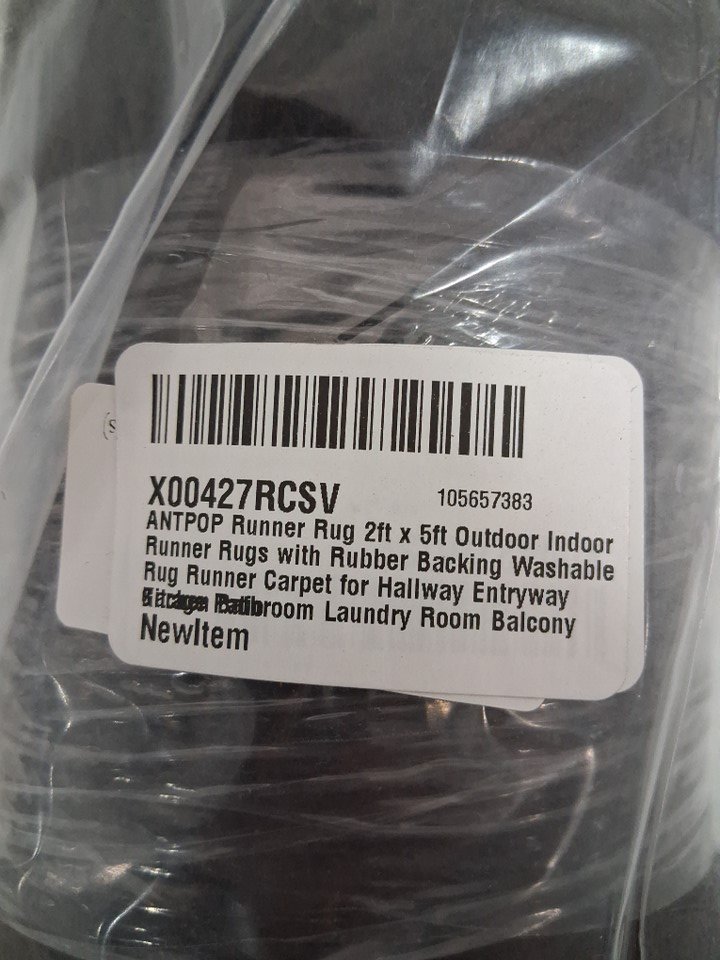 X00427RCSV 105657383
ANTPOP Runner Rug 2ft x 5ft Outdoor Indoor
Runner Rugs with Rubber Backing Washable
Rug Runner Carpet for Hallway Entryway
Laundry Room Balcony
NewItem